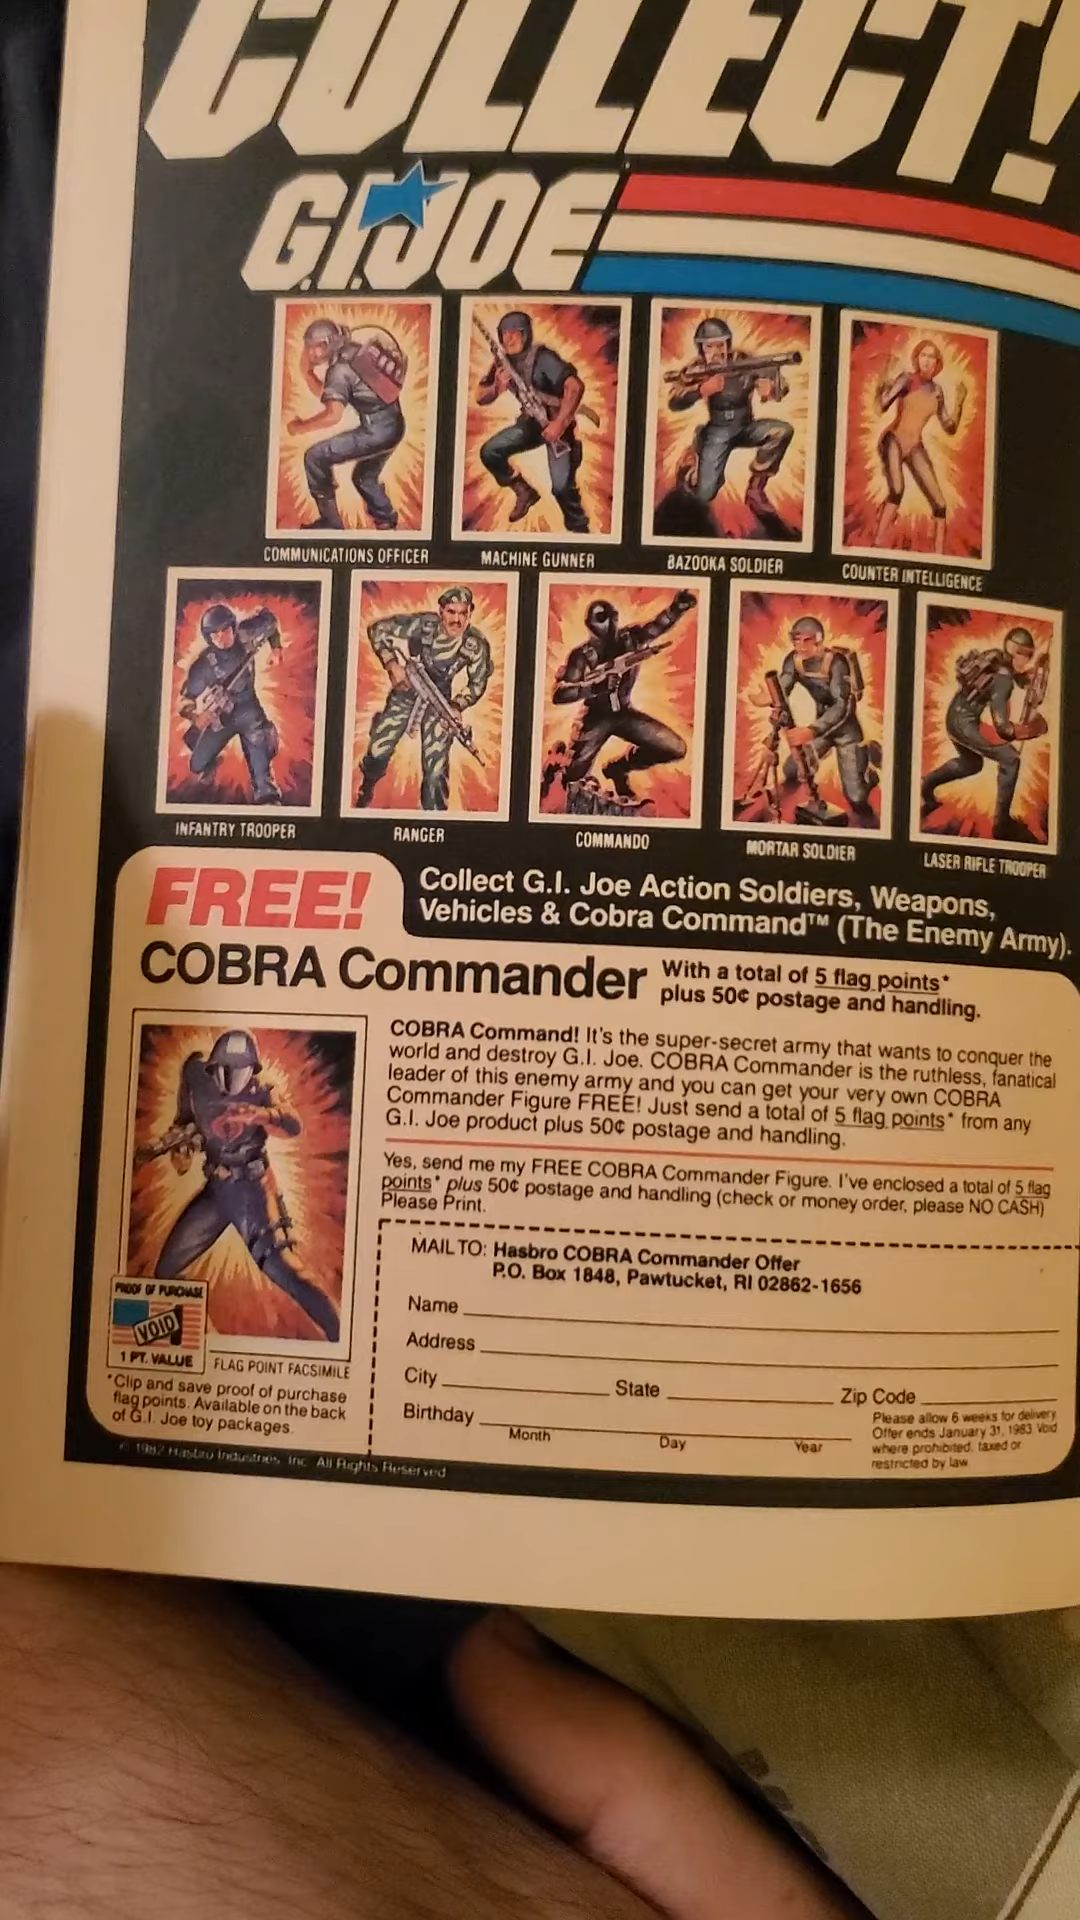 COLLECT!
G.I. JOE
COMMUNICATIONS OFFICER
MACHINE GUNNER
BAZOOKA SOLDIER
COUNTER INTELLIGENCE
INFANTRY TROOPER
RANGER
COMMANDO
MORTAR SOLDIER
LASER RIFLE TROOPER
FREE!
Collect G.I. Joe Action Soldiers, Weapons,
Vehicles & Cobra Command™ (The Enemy Army).
COBRA Commander
With a total of 5 flag points*
plus 50¢ postage and handling.
COBRA Command! It's the super-secret army that wants to conquer the
world and destroy G.I. Joe. COBRA Commander is the ruthless, fanatical
leader of this enemy army and you can get your very own COBRA
Commander Figure FREE! Just send a total of 5 flag points* from any
G.I. Joe product plus 50¢ postage and handling.
Yes, send me my FREE COBRA Commander Figure. I've enclosed a total of 5 flag
points* plus 50¢ postage and handling (check or money order, please NO CASH)
Please Print.
MAIL TO: Hasbro COBRA Commander Offer
P.O. Box 1848, Pawtucket, RI 02862-1656
Name
Address
City State Zip Code
Birthday
Month Day Year
Please allow 6 weeks for delivery
Offer ends January 31, 1983 Void
where prohibited, taxed or
restricted by law.
PROOF OF PURCHASE
VOID
1 PT. VALUE
FLAG POINT FACSIMILE
*Clip and save proof of purchase
flag points. Available on the back
of G.I. Joe toy packages.
© 1982 Hasbro Industries, Inc. All Rights Reserved